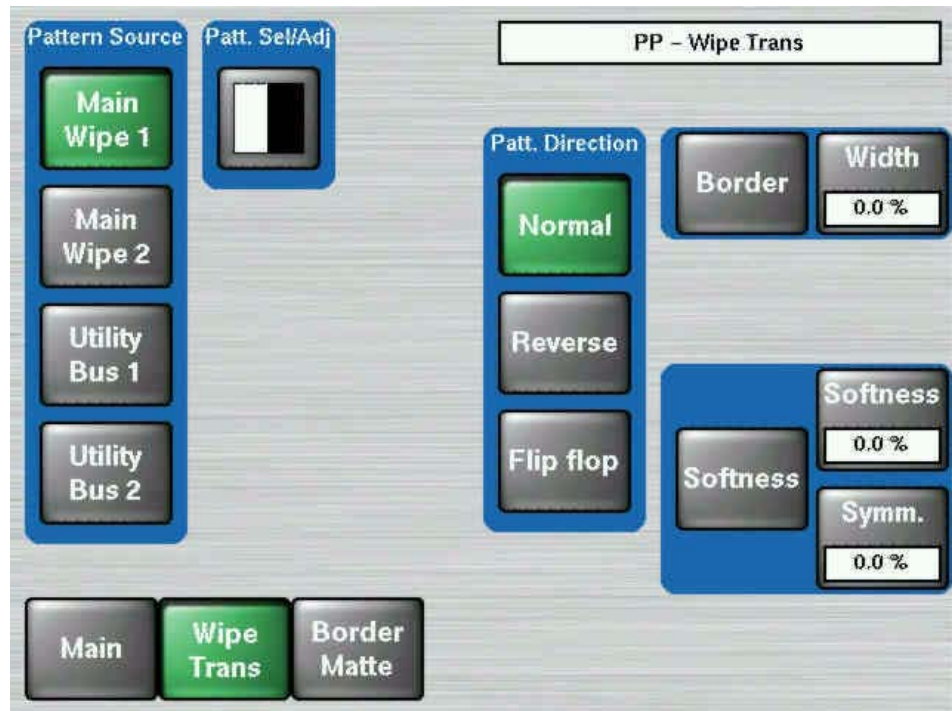 Pattern Source
Patt. Sel/Adj
PP – Wipe Trans
Main
Wipe 1
Main
Wipe 2
Utility
Bus 1
Utility
Bus 2
Patt. Direction
Normal
Reverse
Flip flop
Border
Width
0.0 %
Softness
Softness
0.0 %
Symm.
0.0 %
Main
Wipe
Trans
Border
Matte